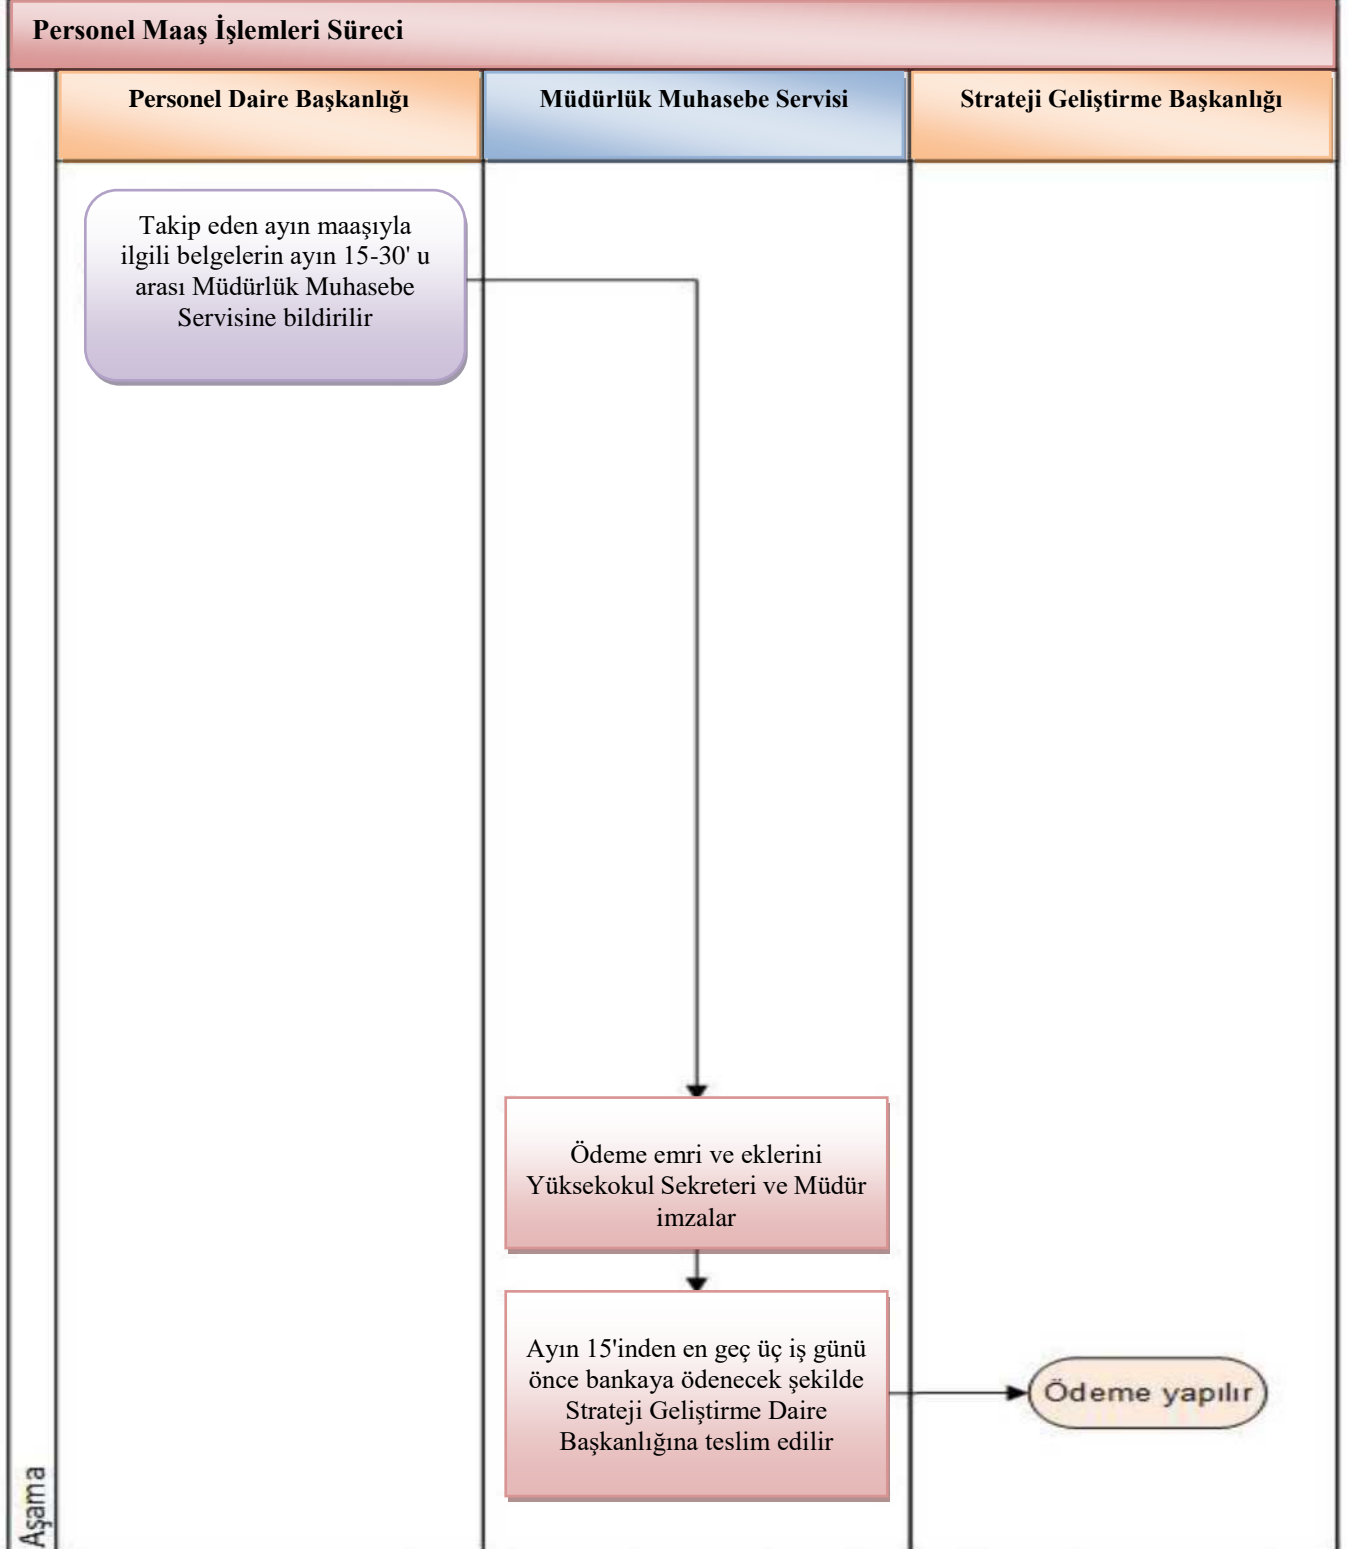 Personel Maaş İşlemleri Süreci
Personel Daire Başkanlığı
Müdürlük Muhasebe Servisi
Strateji Geliştirme Başkanlığı
Takip eden ayın maaşıyla
ilgili belgelerin ayın 15-30' u
arası Müdürlük Muhasebe
Servisine bildirilir
Ödeme emri ve eklerini
Yüksekokul Sekreteri ve Müdür
imzalar
Ayın 15'inden en geç üç iş günü
önce bankaya ödenecek şekilde
Strateji Geliştirme Daire
Başkanlığına teslim edilir
Ödeme yapılır
Aşama